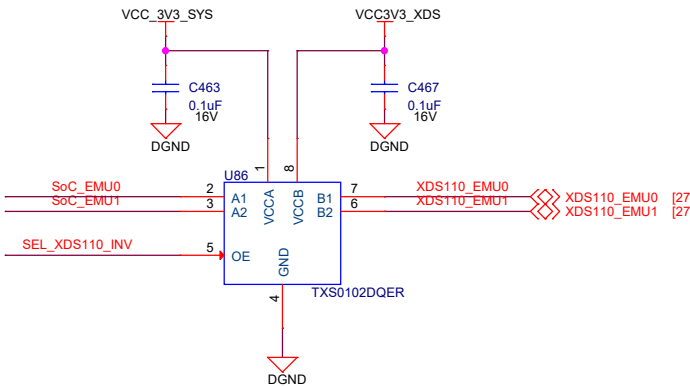 VCC_3V3_SYS
VCC3V3_XDS
C463
0.1uF
16V
DGND
C467
0.1uF
16V
DGND
U86
1
8
SoC_EMU0
2
A1
VCCA
VCCB
B1
7
XDS110_EMU0
XDS110_EMU0 [27
SoC_EMU1
3
A2
B2
6
XDS110_EMU1
XDS110_EMU1 [27
SEL_XDS110_INV
5
OE
GND
4
TXS0102DQER
DGND